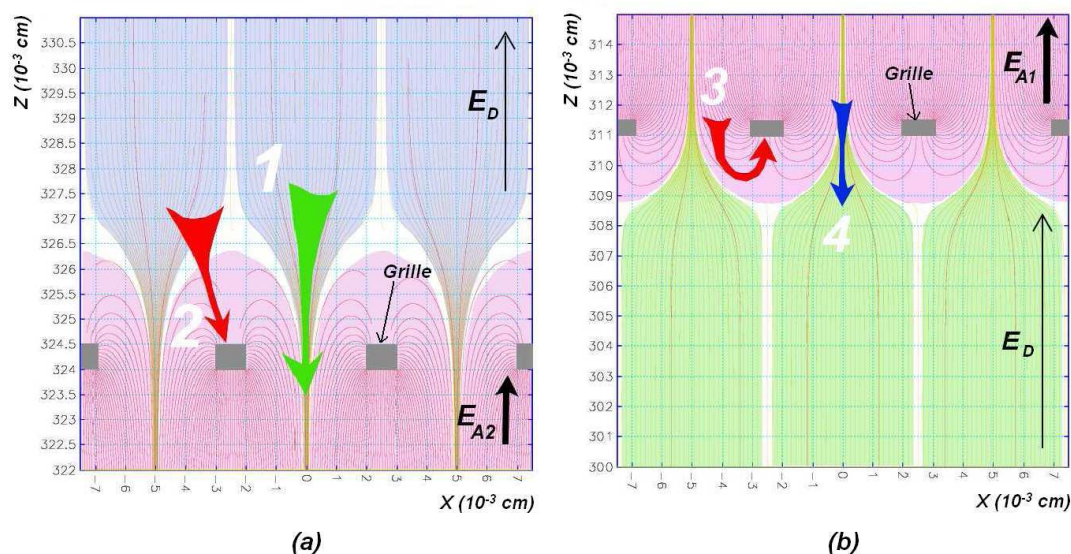 Z (10⁻³ cm)
330.5
330
329.5
329
328.5
328
327.5
327
326.5
326
325.5
325
324.5
324
323.5
323
322.5
322
E_D
1
2
Grille
E_A2
-7 -6 -5 -4 -3 -2 -1 0 1 2 3 4 5 6 7
X (10⁻³ cm)
(a)
Z (10⁻³ cm)
314
313
312
311
310
309
308
307
306
305
304
303
302
301
300
3
Grille
E_A1
4
E_D
-7 -6 -5 -4 -3 -2 -1 0 1 2 3 4 5 6 7
X (10⁻³ cm)
(b)